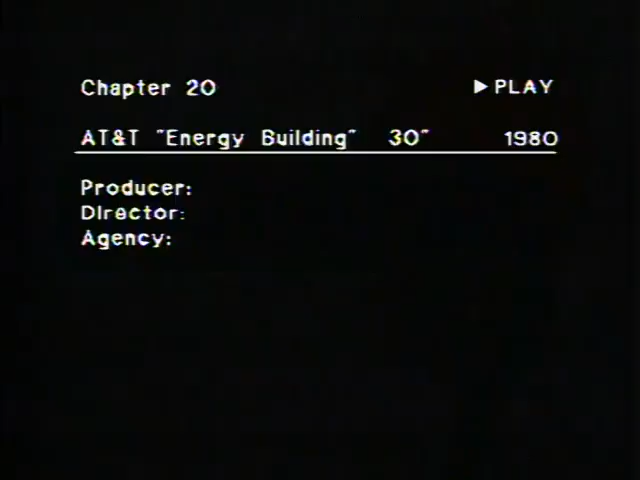 Chapter 20 ▶PLAY
AT&T "Energy Building" 30" 1980
Producer:
Director:
Agency: